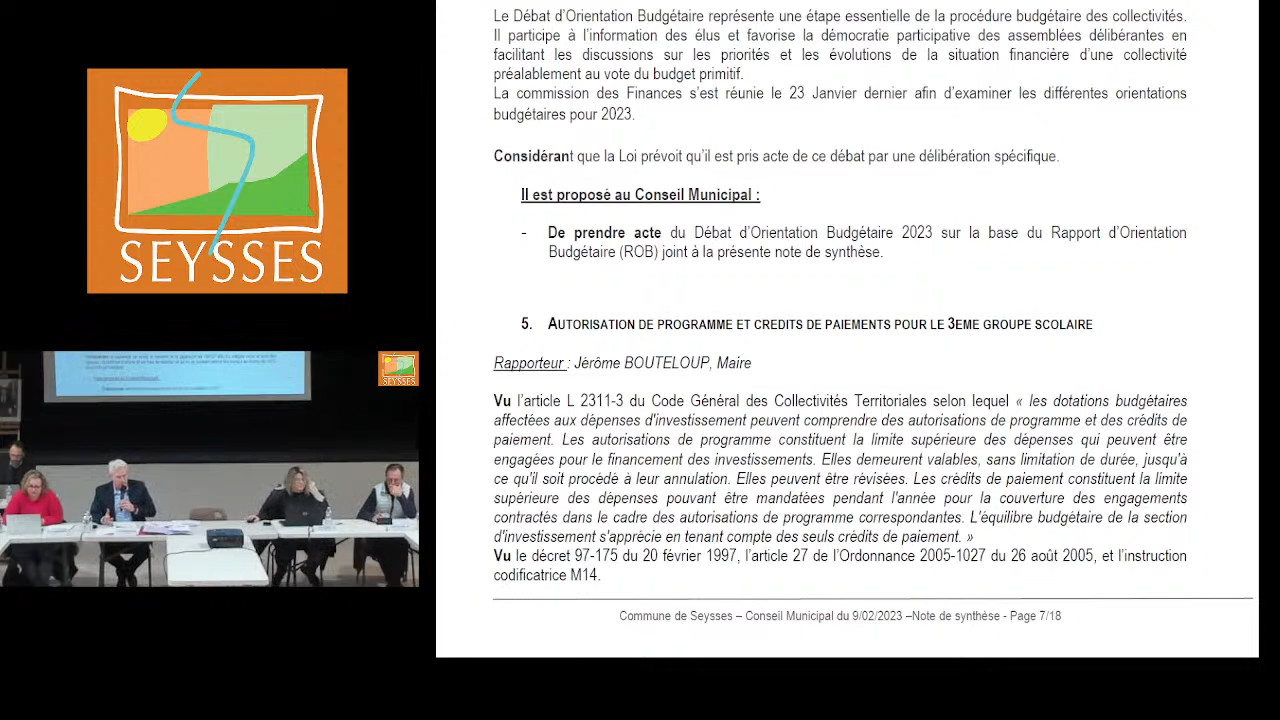 SEYSSES
SEYSSES
Le Débat d'Orientation Budgétaire représente une étape essentielle de la procédure budgétaire des collectivités.
Il participe à l'information des élus et favorise la démocratie participative des assemblées délibérantes en
facilitant les discussions sur les priorités et les évolutions de la situation financière d'une collectivité
préalablement au vote du budget primitif.
La commission des Finances s'est réunie le 23 Janvier dernier afin d'examiner les différentes orientations
budgétaires pour 2023.
Considérant que la Loi prévoit qu'il est pris acte de ce débat par une délibération spécifique.
Il est proposé au Conseil Municipal :
- De prendre acte du Débat d'Orientation Budgétaire 2023 sur la base du Rapport d'Orientation
Budgétaire (ROB) joint à la présente note de synthèse.
5. AUTORISATION DE PROGRAMME ET CREDITS DE PAIEMENTS POUR LE 3EME GROUPE SCOLAIRE
Rapporteur : Jérôme BOUTELOUP, Maire
Vu l'article L 2311-3 du Code Général des Collectivités Territoriales selon lequel « les dotations budgétaires
affectées aux dépenses d'investissement peuvent comprendre des autorisations de programme et des crédits de
paiement. Les autorisations de programme constituent la limite supérieure des dépenses qui peuvent être
engagées pour le financement des investissements. Elles demeurent valables, sans limitation de durée, jusqu'à
ce qu'il soit procédé à leur annulation. Elles peuvent être révisées. Les crédits de paiement constituent la limite
supérieure des dépenses pouvant être mandatées pendant l'année pour la couverture des engagements
contractés dans le cadre des autorisations de programme correspondantes. L'équilibre budgétaire de la section
d'investissement s'apprécie en tenant compte des seuls crédits de paiement. »
Vu le décret 97-175 du 20 février 1997, l'article 27 de l'Ordonnance 2005-1027 du 26 août 2005, et l'instruction
codificatrice M14.
Commune de Seysses – Conseil Municipal du 9/02/2023 –Note de synthèse - Page 7/18